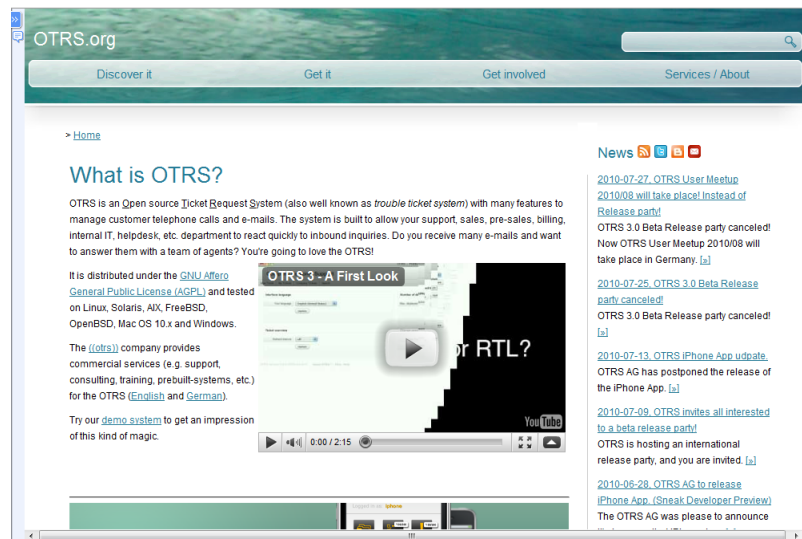 OTRS.org
Discover it
Get it
Get involved
Services / About
> Home
What is OTRS?
OTRS is an Open source Ticket Request System (also well known as trouble ticket system) with many features to
manage customer telephone calls and e-mails. The system is built to allow your support, sales, pre-sales, billing,
internal IT, helpdesk, etc. department to react quickly to inbound inquiries. Do you receive many e-mails and want
to answer them with a team of agents? You're going to love the OTRS!
It is distributed under the GNU Affero
General Public License (AGPL) and tested
on Linux, Solaris, AIX, FreeBSD,
OpenBSD, Mac OS 10.x and Windows.
The ((otrs)) company provides
commercial services (e.g. support,
consulting, training, prebuilt-systems, etc.)
for the OTRS (English and German).
Try our demo system to get an impression
of this kind of magic.
OTRS 3 - A First Look
or RTL?
YouTube
0:00 / 2:15
News
2010-07-27, OTRS User Meetup
2010/08 will take place! Instead of
Release party!
OTRS 3.0 Beta Release party canceled!
Now OTRS User Meetup 2010/08 will
take place in Germany. [»]
2010-07-25, OTRS 3.0 Beta Release
party canceled!
OTRS 3.0 Beta Release party canceled!
[»]
2010-07-13, OTRS iPhone App udpate.
OTRS AG has postponed the release of
the iPhone App. [»]
2010-07-09, OTRS invites all interested
to a beta release party!
OTRS is hosting an international
release party, and you are invited. [»]
2010-06-28, OTRS AG to release
iPhone App. (Sneak Developer Preview)
The OTRS AG was please to announce